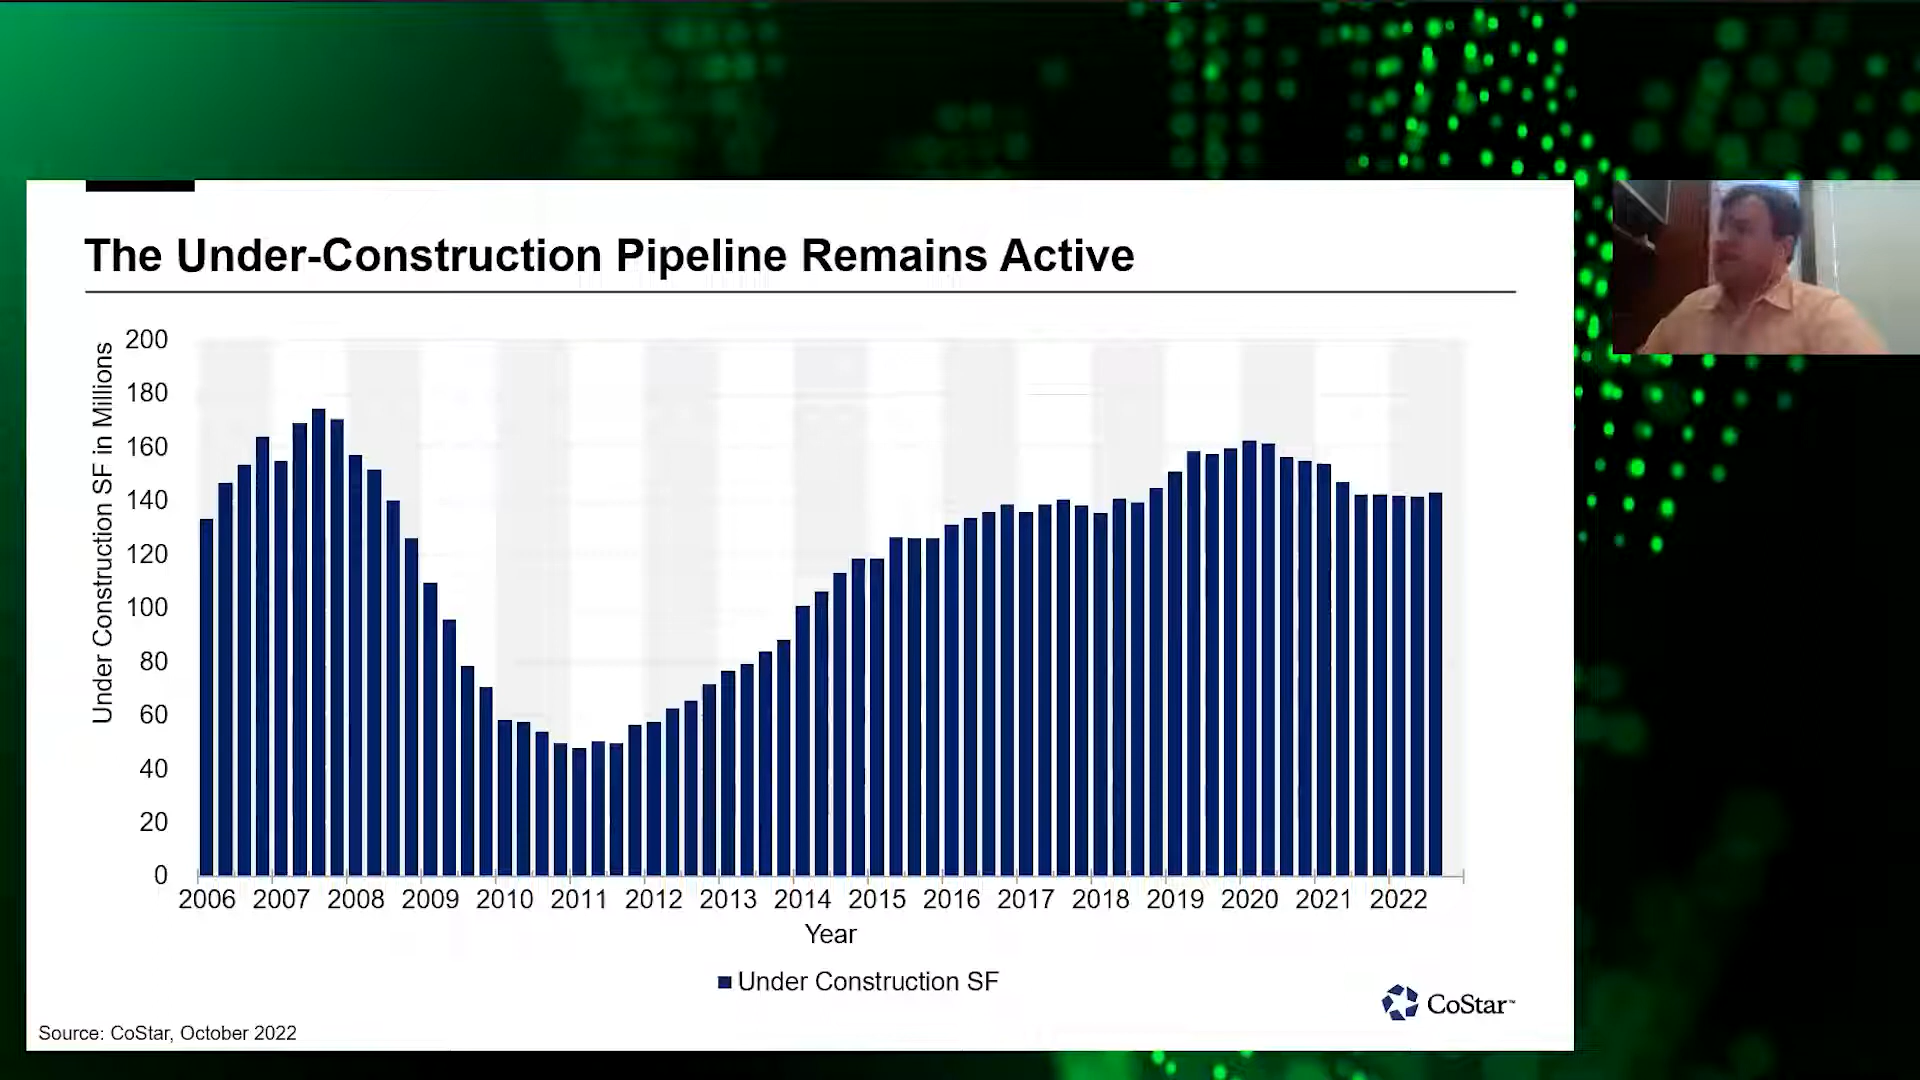 The Under-Construction Pipeline Remains Active
Under Construction SF in Millions
200
180
160
140
120
100
80
60
40
20
0
2006 2007 2008 2009 2010 2011 2012 2013 2014 2015 2016 2017 2018 2019 2020 2021 2022
Year
Under Construction SF
CoStar™
Source: CoStar, October 2022